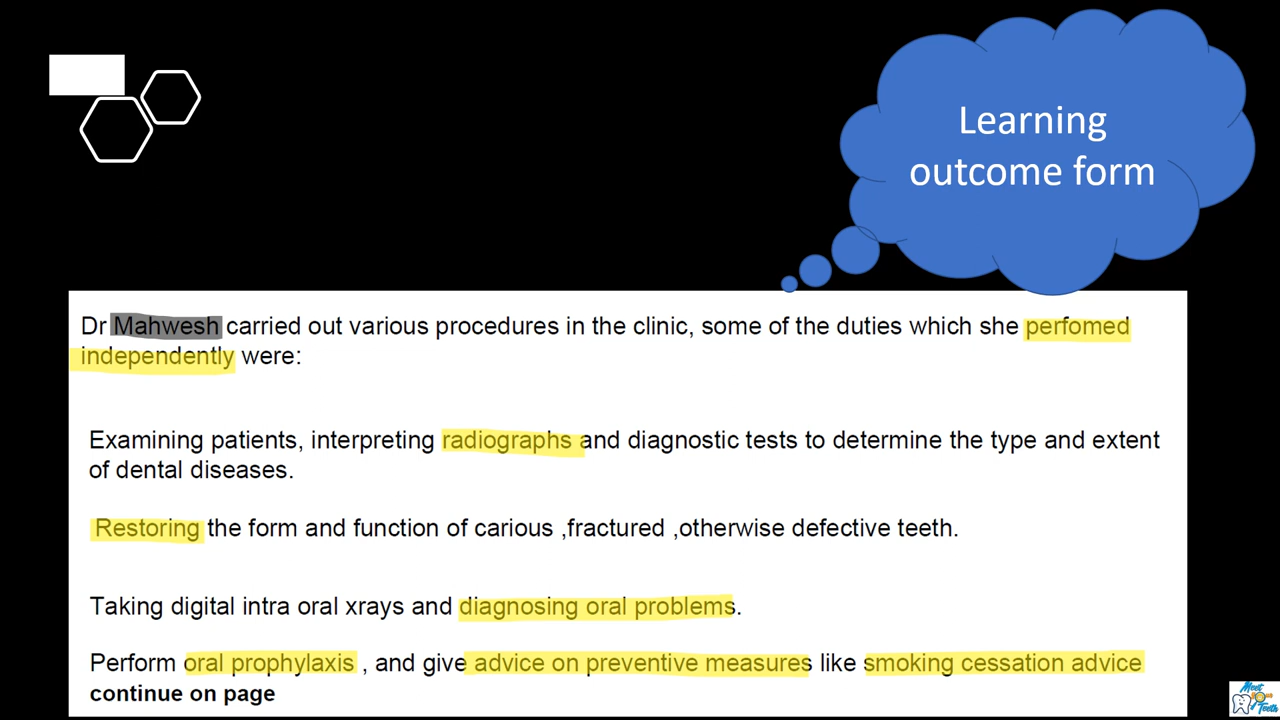 Learning
outcome form
Dr Mahwesh carried out various procedures in the clinic, some of the duties which she perfomed
independently were:
Examining patients, interpreting radiographs and diagnostic tests to determine the type and extent
of dental diseases.
Restoring the form and function of carious ,fractured ,otherwise defective teeth.
Taking digital intra oral xrays and diagnosing oral problems.
Perform oral prophylaxis , and give advice on preventive measures like smoking cessation advice
continue on page
Meet
Teeth